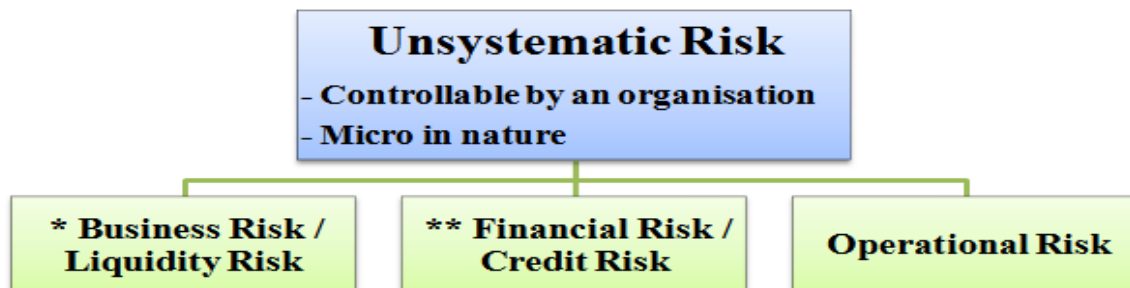 Unsystematic Risk
- Controllable by an organisation
- Micro in nature
* Business Risk /
Liquidity Risk
** Financial Risk /
Credit Risk
Operational Risk